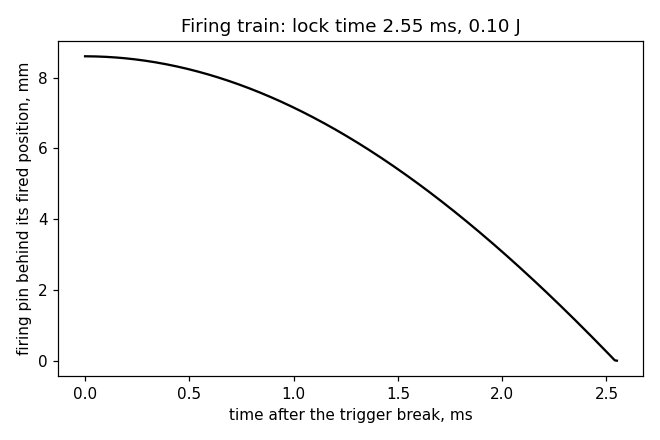 Firing train: lock time 2.55 ms, 0.10 J
firing pin behind its fired position, mm
8
6
4
2
0
0.0 0.5 1.0 1.5 2.0 2.5
time after the trigger break, ms